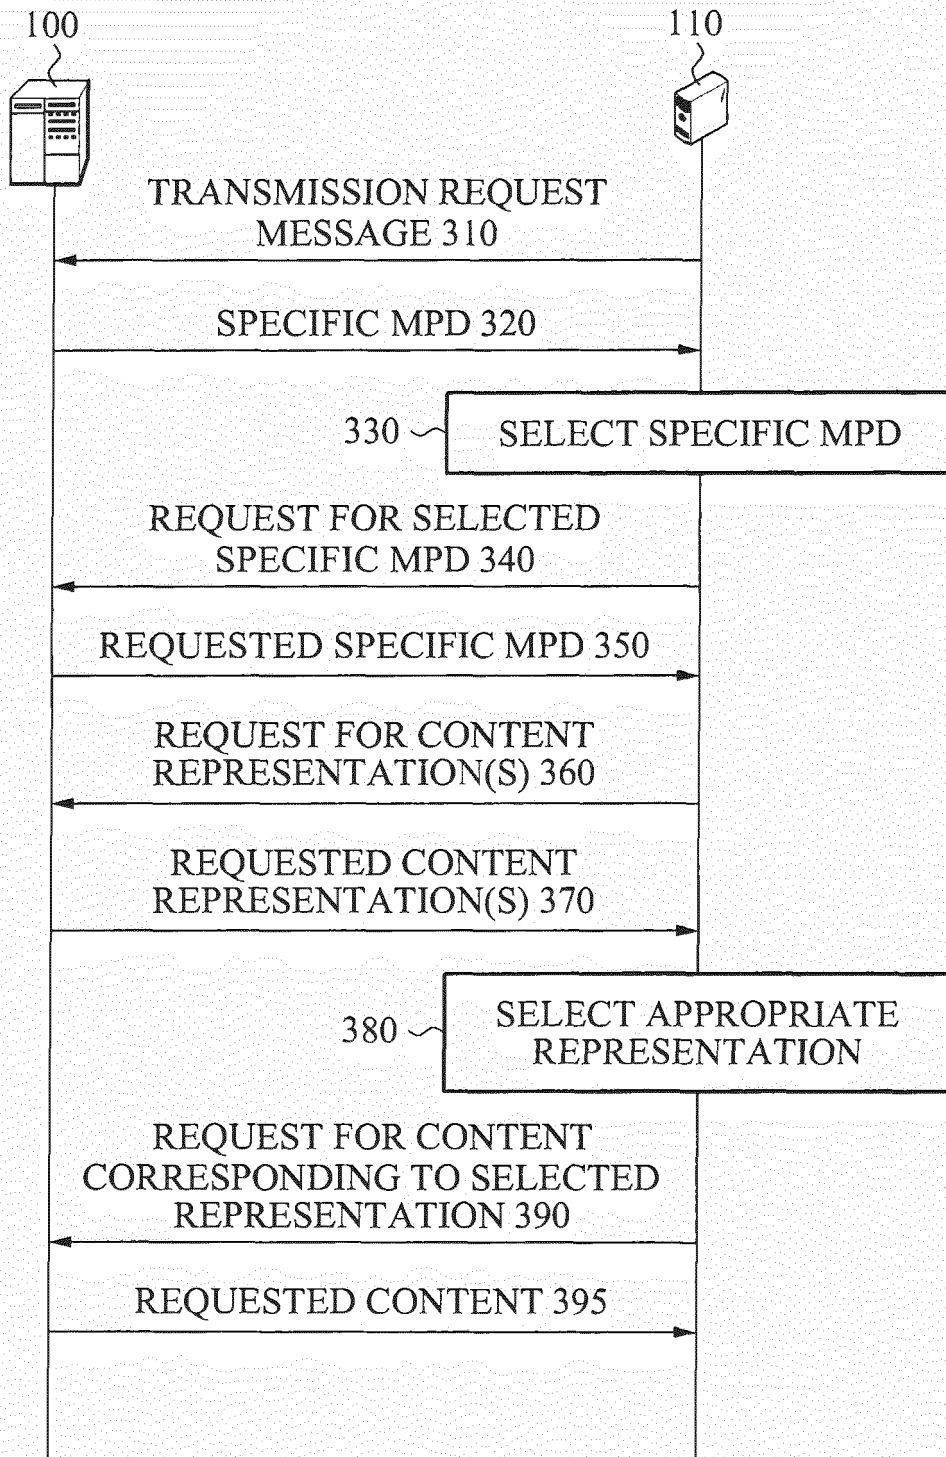 100
110
TRANSMISSION REQUEST
MESSAGE 310
SPECIFIC MPD 320
330
SELECT SPECIFIC MPD
REQUEST FOR SELECTED
SPECIFIC MPD 340
REQUESTED SPECIFIC MPD 350
REQUEST FOR CONTENT
REPRESENTATION(S) 360
REQUESTED CONTENT
REPRESENTATION(S) 370
380
SELECT APPROPRIATE
REPRESENTATION
REQUEST FOR CONTENT
CORRESPONDING TO SELECTED
REPRESENTATION 390
REQUESTED CONTENT 395